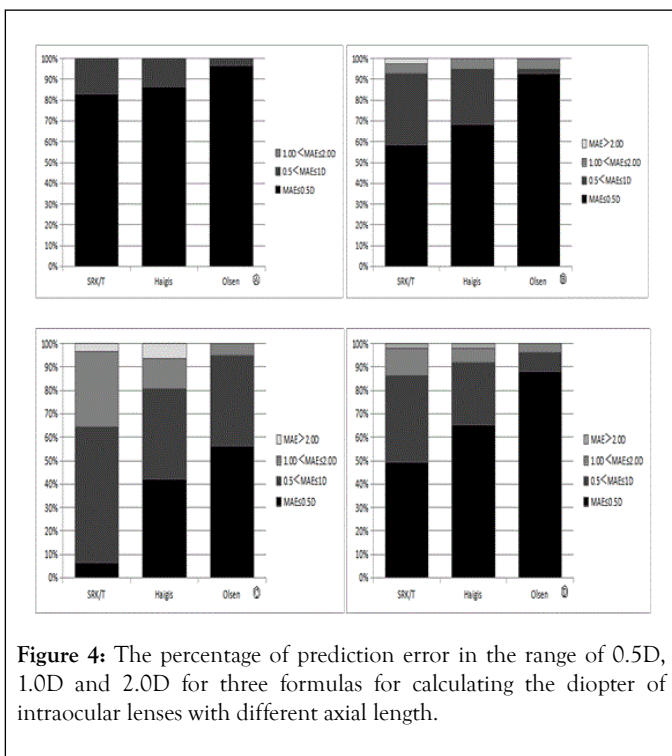 100%
90%
80%
70%
60%
50%
40%
30%
20%
10%
0%
SRK/T Haigis Olsen Ⓐ
1.00<MAE≤2.0D
0.5<MAE≤1D
MAE≤0.5D
100%
90%
80%
70%
60%
50%
40%
30%
20%
10%
0%
SRK/T Haigis Olsen Ⓑ
MAE>2.0D
1.00<MAE≤2.0D
0.5<MAE≤1D
MAE≤0.5D
100%
90%
80%
70%
60%
50%
40%
30%
20%
10%
0%
SRK/T Haigis Olsen
MAE>2.0D
1.00<MAE≤2.0D
0.5<MAE≤1D
MAE≤0.5D
100%
90%
80%
70%
60%
50%
40%
30%
20%
10%
0%
SRK/T Haigis Olsen
MAE>2.0D
1.00<MAE≤2.0D
0.5<MAE≤1D
MAE≤0.5D
Figure 4: The percentage of prediction error in the range of 0.5D,
1.0D and 2.0D for three formulas for calculating the diopter of
intraocular lenses with different axial length.